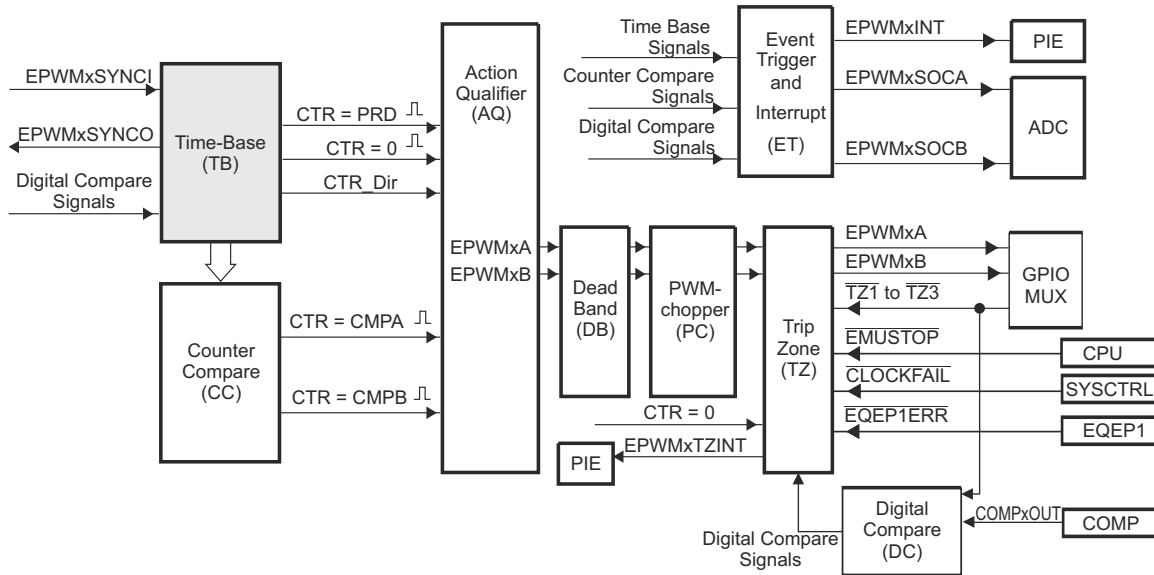 EPWMxSYNCI
EPWMxSYNCO
Digital Compare
Signals
Time-Base
(TB)
CTR = PRD
CTR = 0
CTR_Dir
Counter
Compare
(CC)
CTR = CMPA
CTR = CMPB
Action
Qualifier
(AQ)
EPWMxA
EPWMxB
Time Base
Signals
Counter Compare
Signals
Digital Compare
Signals
Event
Trigger
and
Interrupt
(ET)
EPWMxINT
EPWMxSOCA
EPWMxSOCB
PIE
ADC
Dead
Band
(DB)
PWM-
chopper
(PC)
Trip
Zone
(TZ)
EPWMxA
EPWMxB
TZ1 to TZ3
EMUSTOP
CLOCKFAIL
EQEP1ERR
GPIO
MUX
CPU
SYSCTRL
EQEP1
CTR = 0
EPWMxTZINT
PIE
Digital Compare
Signals
Digital
Compare
(DC)
COMPxOUT
COMP